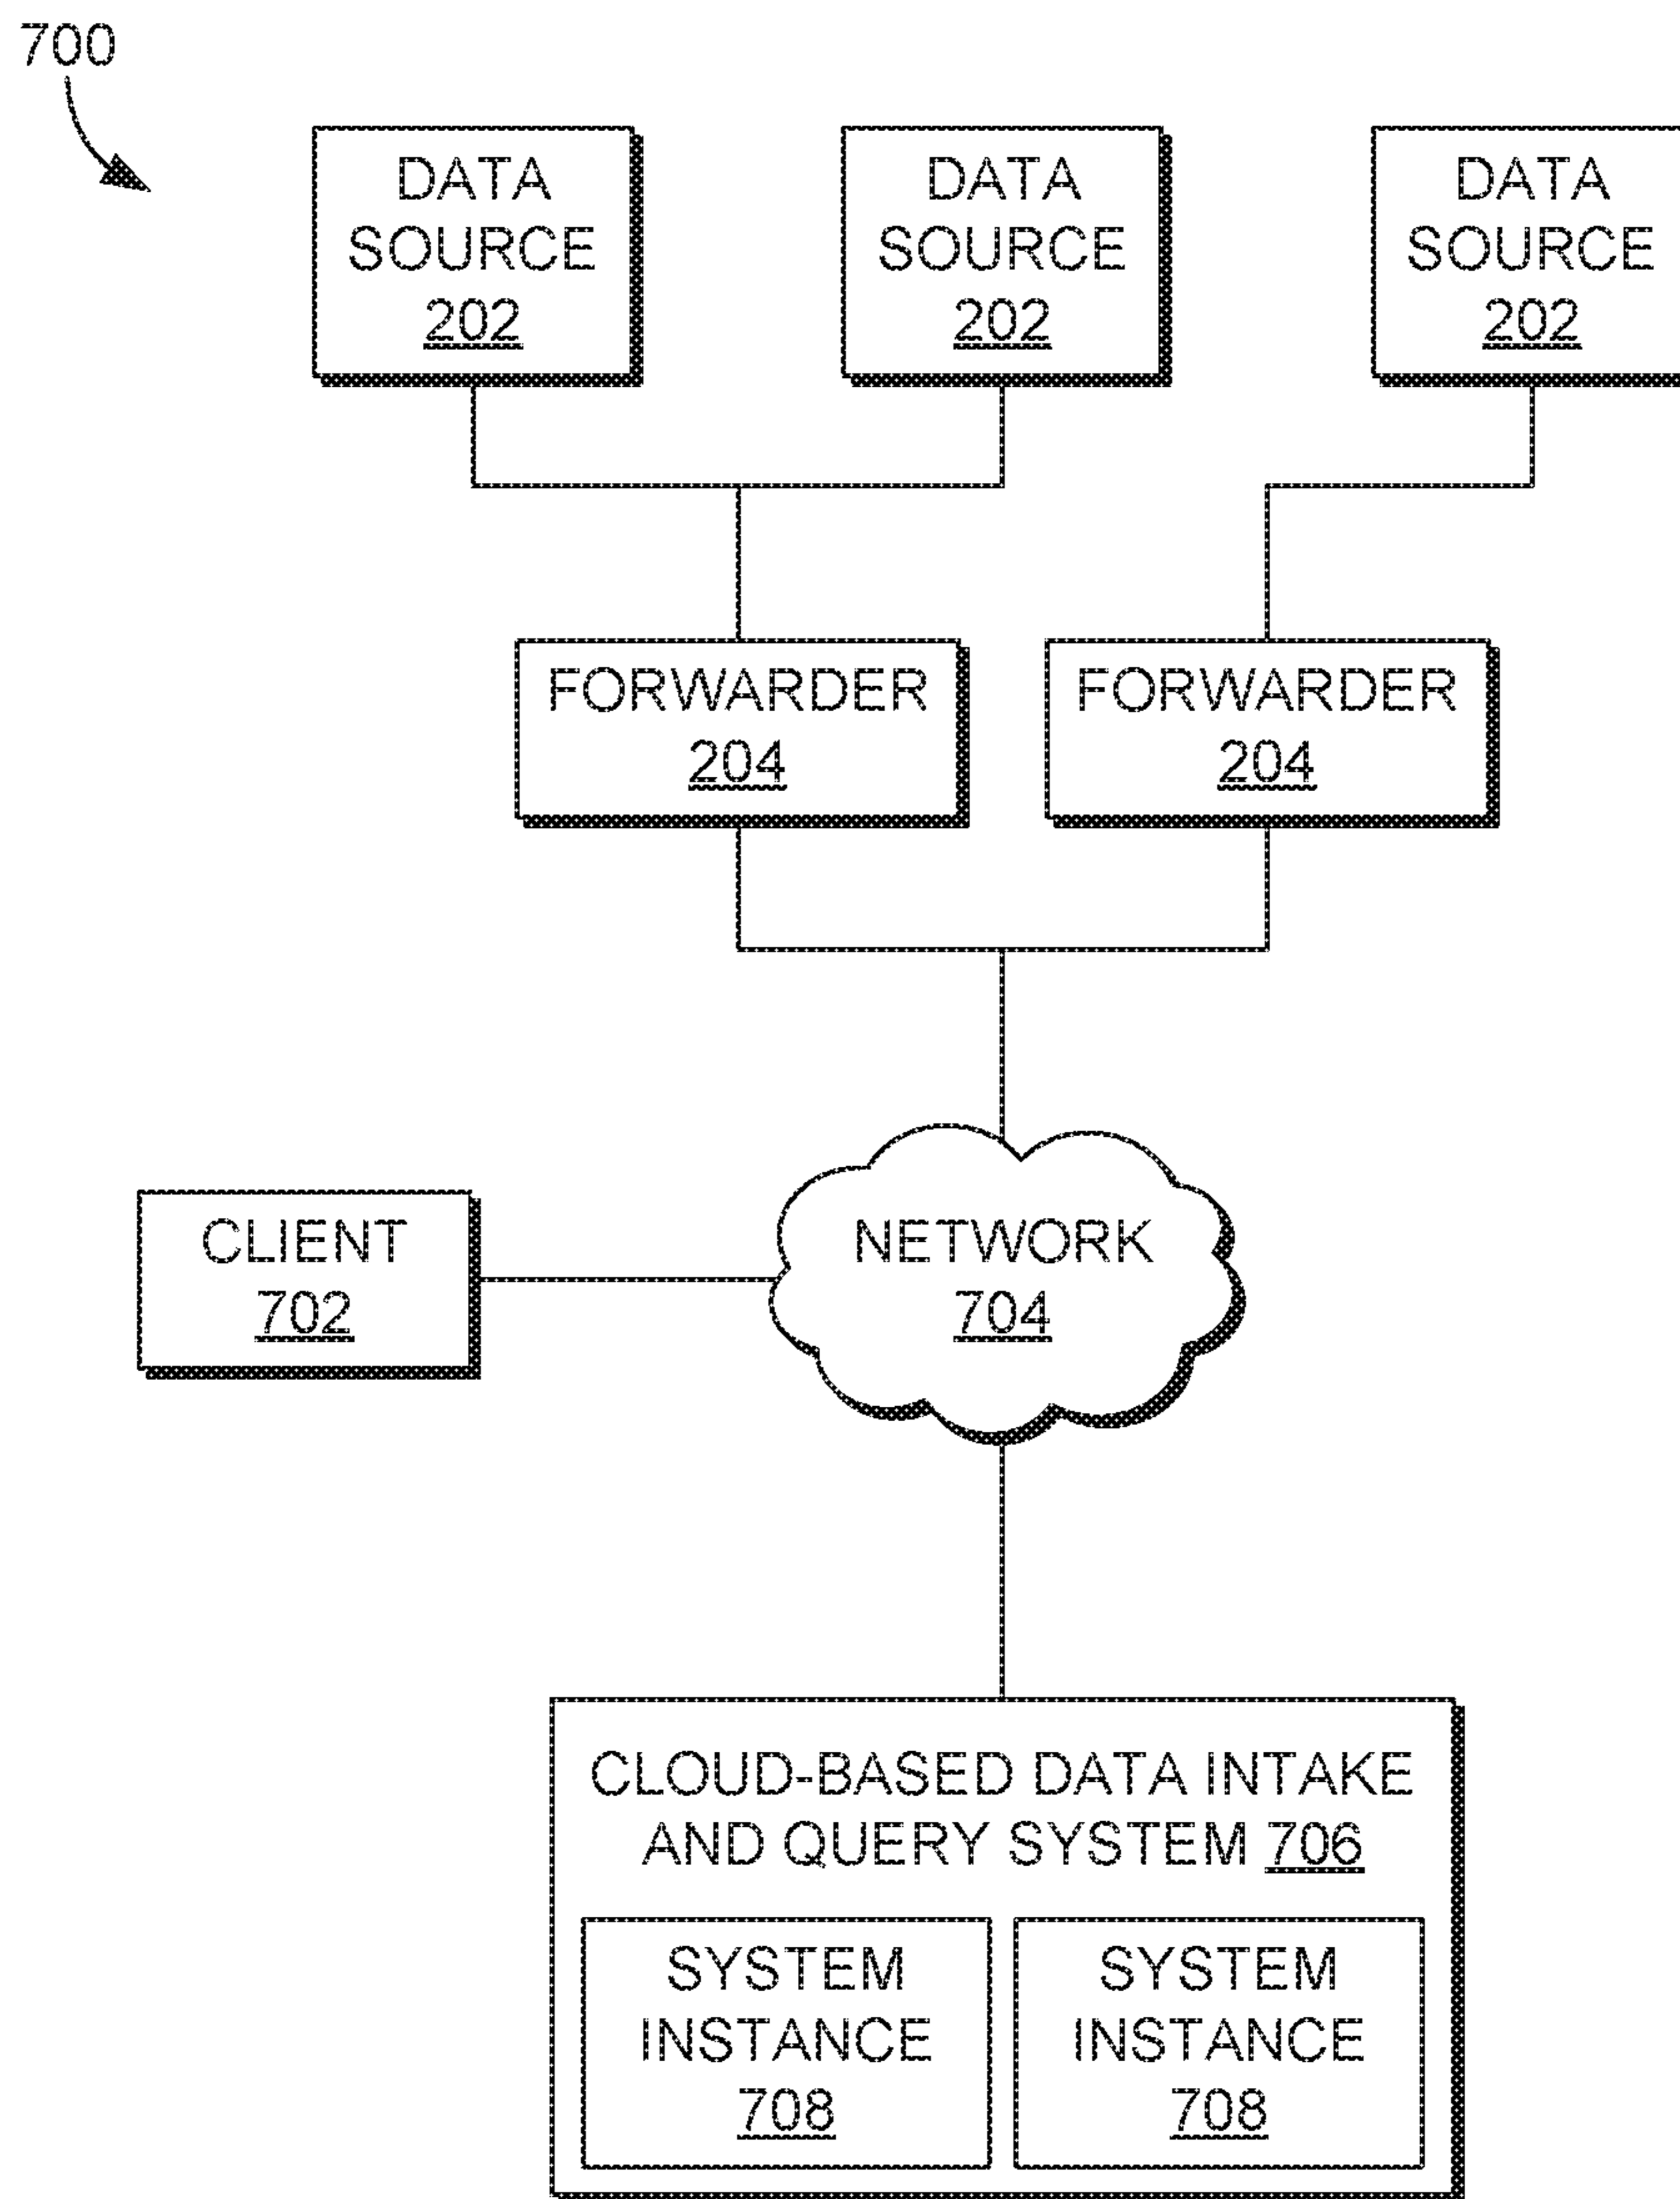 700
DATA
SOURCE
202
DATA
SOURCE
202
DATA
SOURCE
202
FORWARDER
204
FORWARDER
204
CLIENT
702
NETWORK
704
CLOUD-BASED DATA INTAKE
AND QUERY SYSTEM 706
SYSTEM
INSTANCE
708
SYSTEM
INSTANCE
708